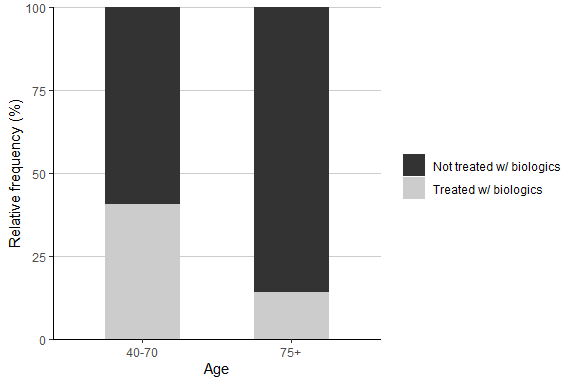 100
75
50
25
0
Relative frequency (%)
40-70
75+
Age
Not treated w/ biologics
Treated w/ biologics